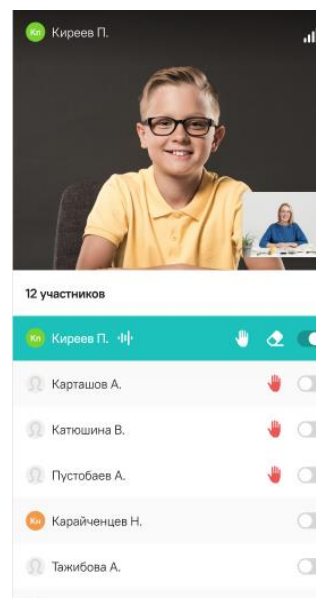 Кп Киреев П.
12 участников
Кп Киреев П.
Карташов А.
Катюшина В.
Пустобаев А.
Кн Карайченцев Н.
Тажибова А.